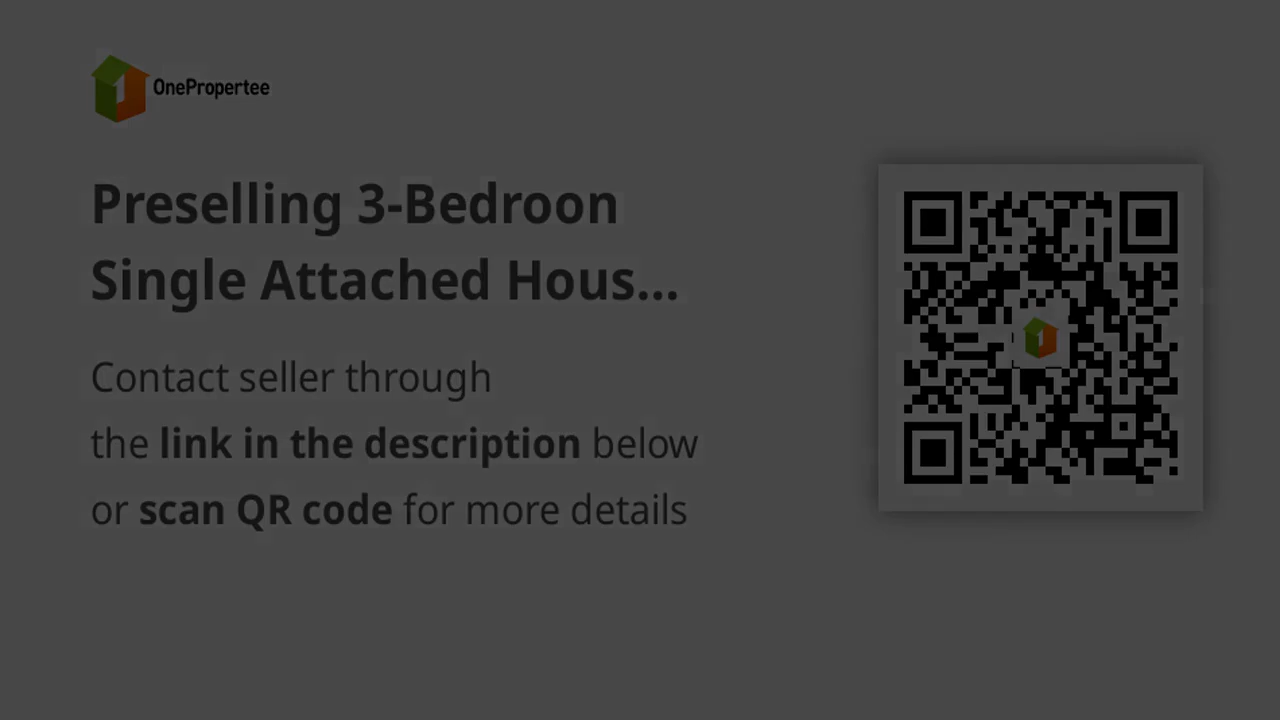 OnePropertee
Preselling 3-Bedroon
Single Attached Hous...
Contact seller through
the link in the description below
or scan QR code for more details